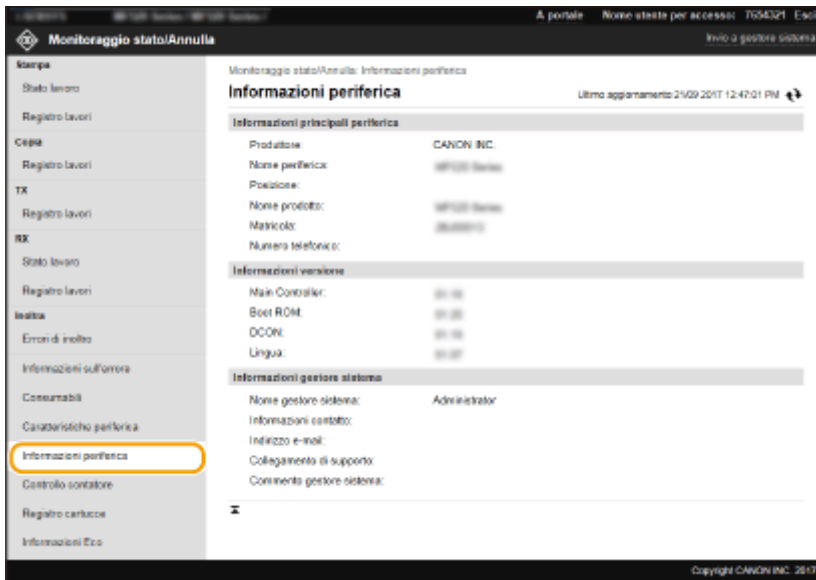 A portale Nome utente per accesso: 7654321 Esci
Monitoraggio stato/Annulla
Invio a gestore sistema
Stampa
Stato lavoro
Registro lavori
Copia
Registro lavori
TX
Registro lavori
RX
Stato lavoro
Registro lavori
Inoltra
Errori di inoltro
Informazioni sull'errore
Consumabili
Caratteristiche periferica
Informazioni periferica
Controllo contatore
Registro cartucce
Informazioni Eco
Monitoraggio stato/Annulla: Informazioni periferica
Informazioni periferica
Ultimo aggiornamento: 21/09 2017 12:47:01 PM
Informazioni principali periferica
Produttore: CANON INC.
Nome periferica:
Posizione:
Nome prodotto:
Matricola:
Numero telefonico:
Informazioni versione
Main Controller:
Boot ROM:
DCON:
Lingua:
Informazioni gestore sistema
Nome gestore sistema: Administrator
Informazioni contatto:
Indirizzo e-mail:
Collegamento di supporto:
Commento gestore sistema:
Copyright CANON INC. 2017